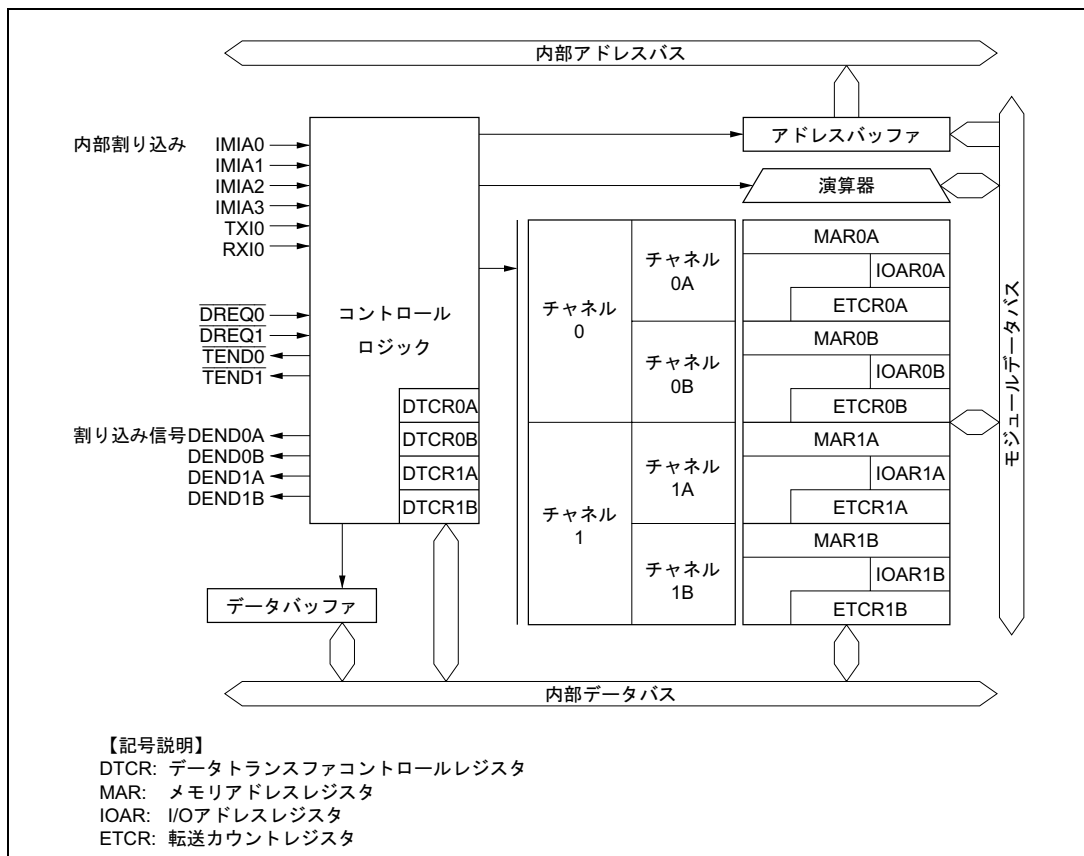 内部アドレスバス
内部割り込み IMIA0
IMIA1
IMIA2
IMIA3
TXI0
RXI0
DREQ0
DREQ1
TEND0
TEND1
割り込み信号 DEND0A
DEND0B
DEND1A
DEND1B
コントロール
ロジック
DTCR0A
DTCR0B
DTCR1A
DTCR1B
データバッファ
アドレスバッファ
演算器
チャネル
0
チャネル
0A
チャネル
0B
チャネル
1
チャネル
1A
チャネル
1B
MAR0A
IOAR0A
ETCR0A
MAR0B
IOAR0B
ETCR0B
MAR1A
IOAR1A
ETCR1A
MAR1B
IOAR1B
ETCR1B
モジュールデータバス
内部データバス
【記号説明】
DTCR: データトランスファコントロールレジスタ
MAR: メモリアドレスレジスタ
IOAR: I/Oアドレスレジスタ
ETCR: 転送カウントレジスタ